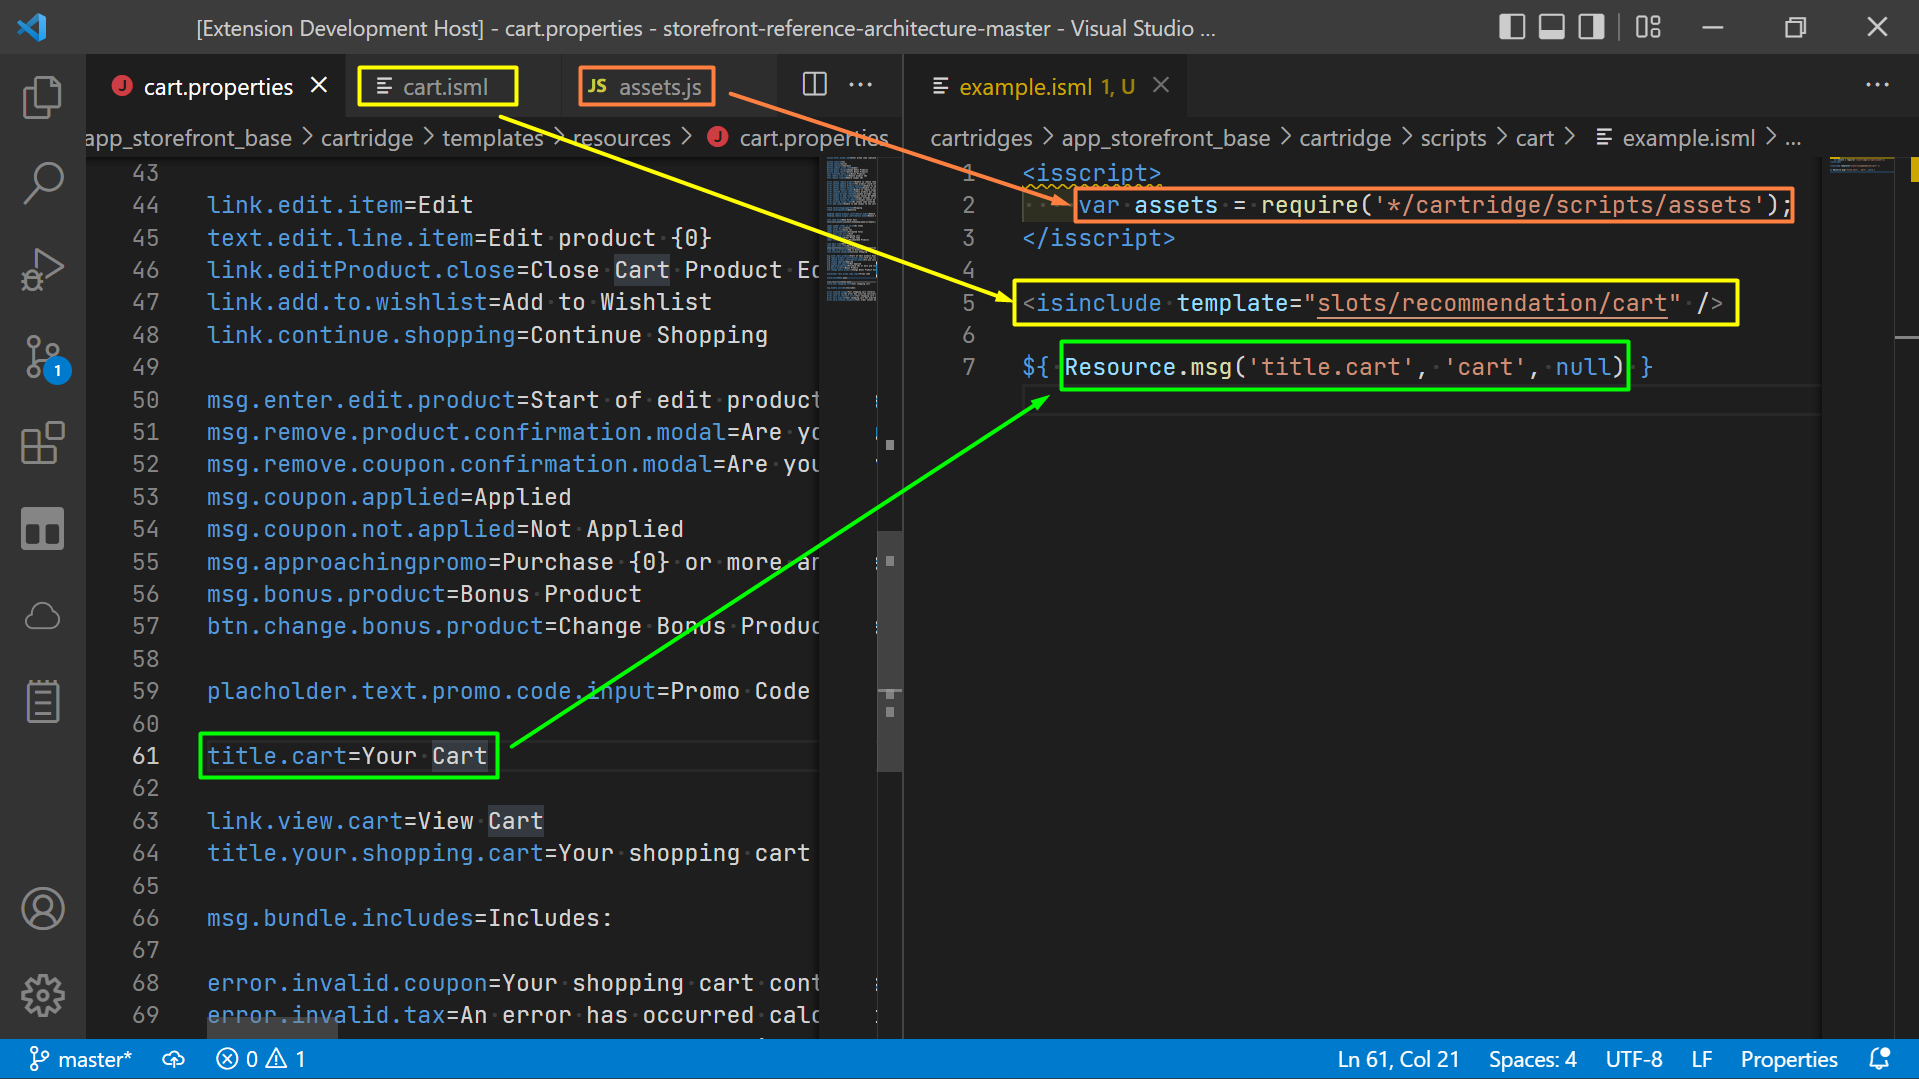 [Extension Development Host] - cart.properties - storefront-reference-architecture-master - Visual Studio ...
cart.properties
cart.isml
JS assets.js
example.isml 1, U
app_storefront_base > cartridge > templates > resources > cart.properties
cartridges > app_storefront_base > cartridge > scripts > cart > example.isml > ...
43
44 link.edit.item=Edit
45 text.edit.line.item=Edit product {0}
46 link.editProduct.close=Close Cart Product Ed
47 link.add.to.wishlist=Add to Wishlist
48 link.continue.shopping=Continue Shopping
49
50 msg.enter.edit.product=Start of edit product
51 msg.remove.product.confirmation.modal=Are yo
52 msg.remove.coupon.confirmation.modal=Are you
53 msg.coupon.applied=Applied
54 msg.coupon.not.applied=Not Applied
55 msg.approachingpromo=Purchase {0} or more an
56 msg.bonus.product=Bonus Product
57 btn.change.bonus.product=Change Bonus Produc
58
59 placholder.text.promo.code.input=Promo Code
60
61 title.cart=Your Cart
62
63 link.view.cart=View Cart
64 title.your.shopping.cart=Your shopping cart
65
66 msg.bundle.includes=Includes:
67
68 error.invalid.coupon=Your shopping cart cont
69 error.invalid.tax=An error has occurred calc
1 <isscript>
2 var assets = require('*/cartridge/scripts/assets');
3 </isscript>
4
5 <isinclude template="slots/recommendation/cart" />
6
7 ${ Resource.msg('title.cart', 'cart', null) }
1
master* 0 1
Ln 61, Col 21 Spaces: 4 UTF-8 LF Properties